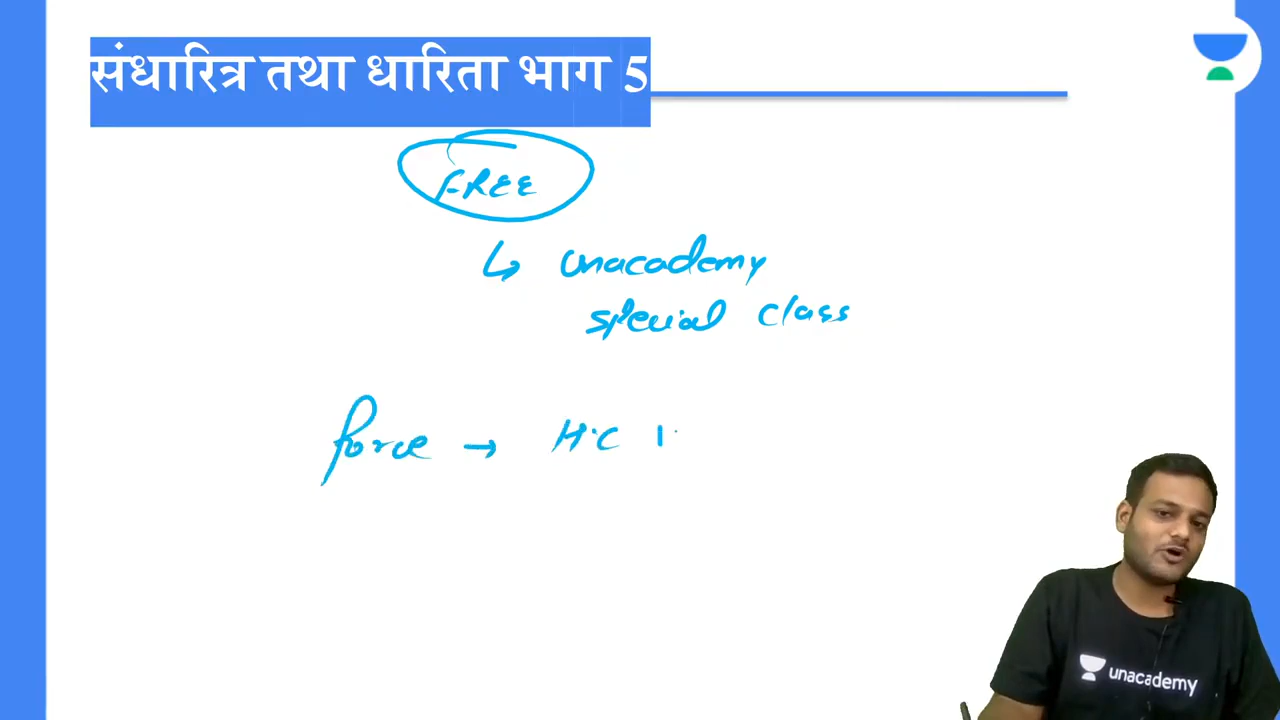 संधारित्र तथा धारिता भाग 5
FREE
↳ unacademy
special class
force → H.C
unacademy